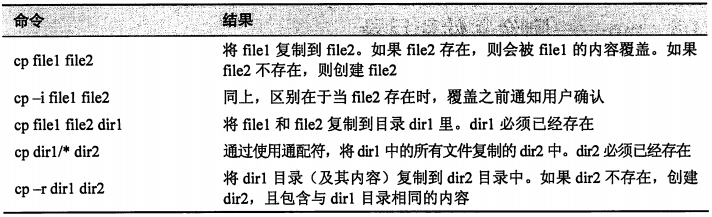 命令 结果
cp file1 file2 将 file1 复制到 file2。如果 file2 存在，则会被 file1 的内容覆盖。如果
file2 不存在，则创建 file2
cp –i file1 file2 同上，区别在于当 file2 存在时，覆盖之前通知用户确认
cp file1 file2 dir1 将 file1 和 file2 复制到目录 dir1 里。dir1 必须已经存在
cp dir1/* dir2 通过使用通配符，将 dir1 中的所有文件复制的 dir2 中。dir2 必须已经存在
cp –r dir1 dir2 将 dir1 目录（及其内容）复制到 dir2 目录中。如果 dir2 不存在，创建
dir2，且包含与 dir1 目录相同的内容